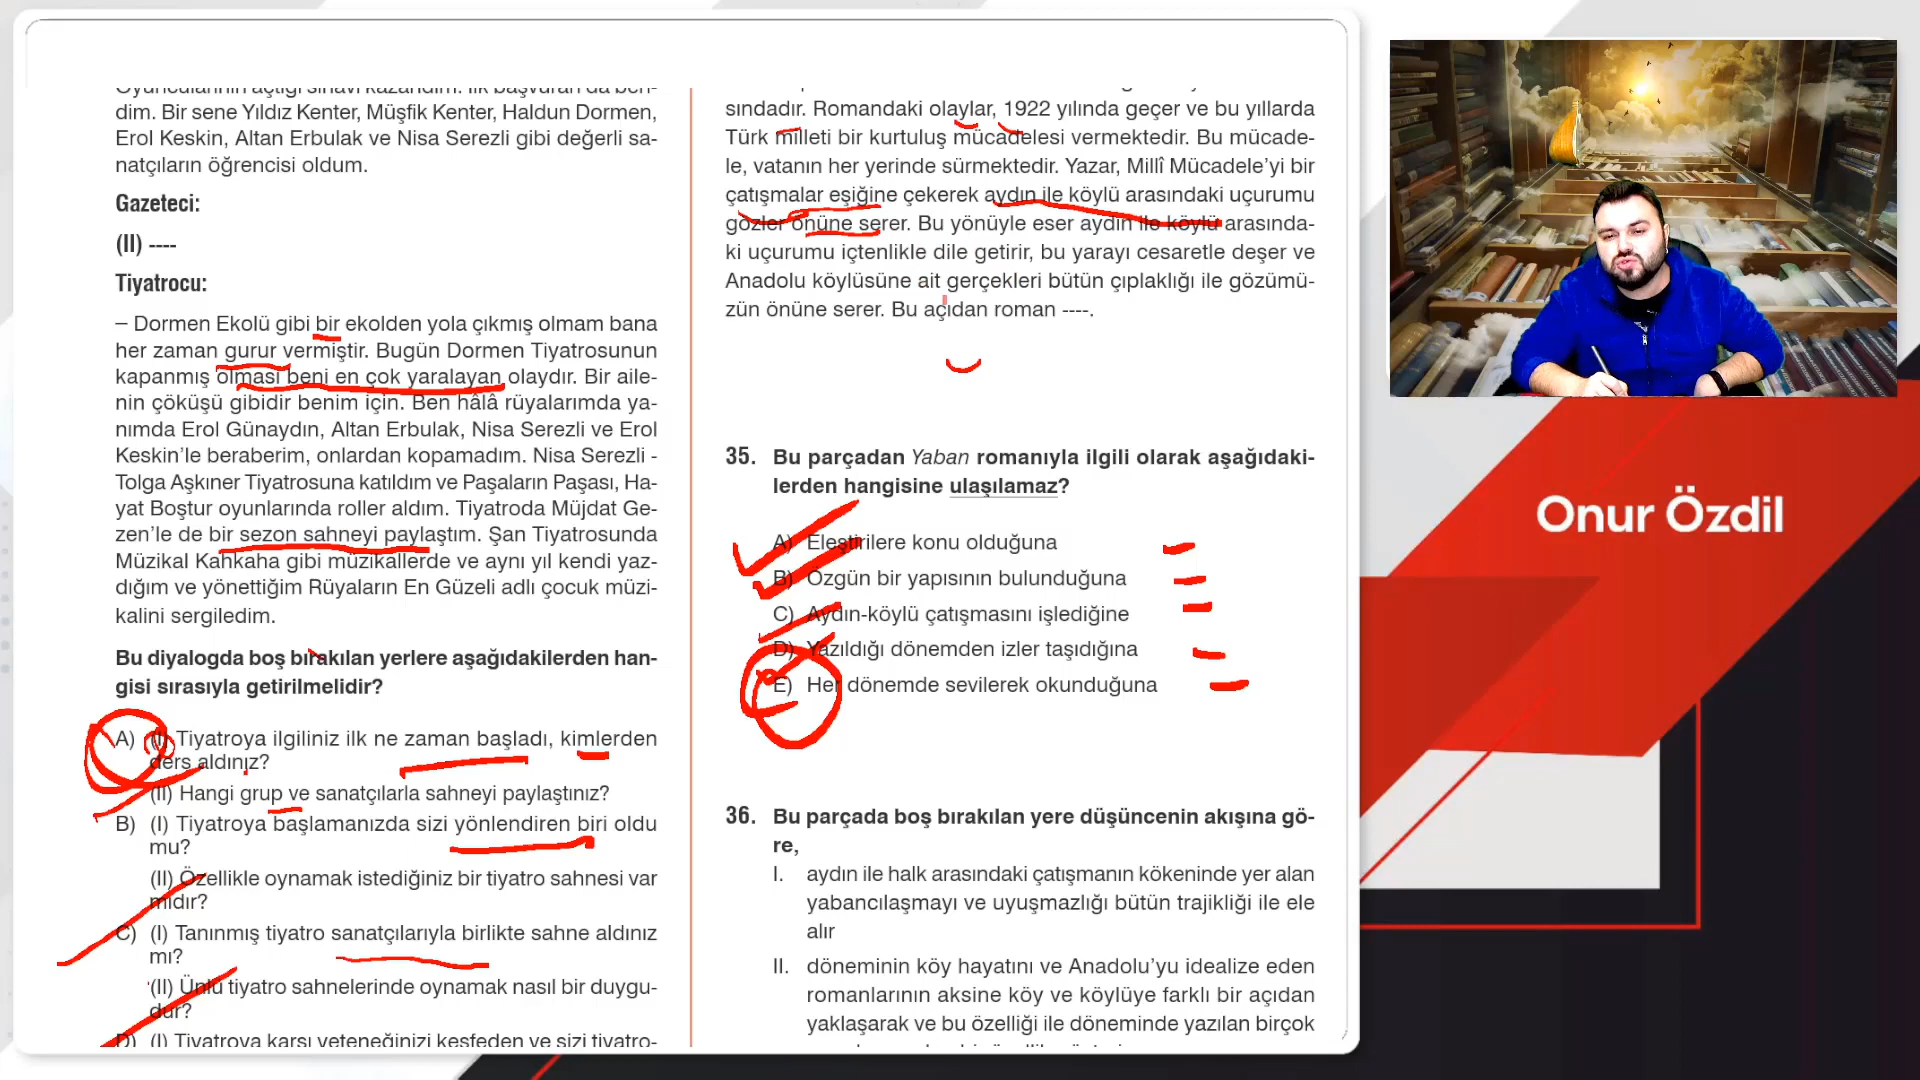 Oyuncularının açtığı sınavı kazandım. İlk başvuran da ben-
dim. Bir sene Yıldız Kenter, Müşfik Kenter, Haldun Dormen,
Erol Keskin, Altan Erbulak ve Nisa Serezli gibi değerli sa-
natçıların öğrencisi oldum.
Gazeteci:
(II) ----
Tiyatrocu:
– Dormen Ekolü gibi bir ekolden yola çıkmış olmam bana
her zaman gurur vermiştir. Bugün Dormen Tiyatrosunun
kapanmış olması beni en çok yaralayan olaydır. Bir aile-
nin çöküşü gibidir benim için. Ben hâlâ rüyalarımda ya-
nımda Erol Günaydın, Altan Erbulak, Nisa Serezli ve Erol
Keskin'le beraberim, onlardan kopamadım. Nisa Serezli -
Tolga Aşkıner Tiyatrosuna katıldım ve Paşaların Paşası, Ha-
yat Boştur oyunlarında roller aldım. Tiyatroda Müjdat Ge-
zen'le de bir sezon sahneyi paylaştım. Şan Tiyatrosunda
Müzikal Kahkaha gibi müzikallerde ve aynı yıl kendi yaz-
dığım ve yönettiğim Rüyaların En Güzeli adlı çocuk müzi-
kalini sergiledim.
Bu diyalogda boş bırakılan yerlere aşağıdakilerden han-
gisi sırasıyla getirilmelidir?
A) (I) Tiyatroya ilgiliniz ilk ne zaman başladı, kimlerden
ders aldınız?
(II) Hangi grup ve sanatçılarla sahneyi paylaştınız?
B) (I) Tiyatroya başlamanızda sizi yönlendiren biri oldu
mu?
(II) Özellikle oynamak istediğiniz bir tiyatro sahnesi var
mıdır?
C) (I) Tanınmış tiyatro sanatçılarıyla birlikte sahne aldınız
mı?
(II) Ünlü tiyatro sahnelerinde oynamak nasıl bir duygu-
dur?
D) (I) Tiyatroya karşı yeteneğinizi keşfeden ve sizi tiyatro-
sındadır. Romandaki olaylar, 1922 yılında geçer ve bu yıllarda
Türk milleti bir kurtuluş mücadelesi vermektedir. Bu mücade-
le, vatanın her yerinde sürmektedir. Yazar, Millî Mücadele'yi bir
çatışmalar eşiğine çekerek aydın ile köylü arasındaki uçurumu
gözler önüne serer. Bu yönüyle eser aydın ile köylü arasında-
ki uçurumu içtenlikle dile getirir, bu yarayı cesaretle deşer ve
Anadolu köylüsüne ait gerçekleri bütün çıplaklığı ile gözümü-
zün önüne serer. Bu açıdan roman ----.
35. Bu parçadan Yaban romanıyla ilgili olarak aşağıdaki-
lerden hangisine ulaşılamaz?
A) Eleştirilere konu olduğuna
B) Özgün bir yapısının bulunduğuna
C) Aydın-köylü çatışmasını işlediğine
D) Yazıldığı dönemden izler taşıdığına
E) Her dönemde sevilerek okunduğuna
36. Bu parçada boş bırakılan yere düşüncenin akışına gö-
re,
I. aydın ile halk arasındaki çatışmanın kökeninde yer alan
yabancılaşmayı ve uyuşmazlığı bütün trajikliği ile ele
alır
II. döneminin köy hayatını ve Anadolu'yu idealize eden
romanlarının aksine köy ve köylüye farklı bir açıdan
yaklaşarak ve bu özelliği ile döneminde yazılan birçok
Onur Özdil